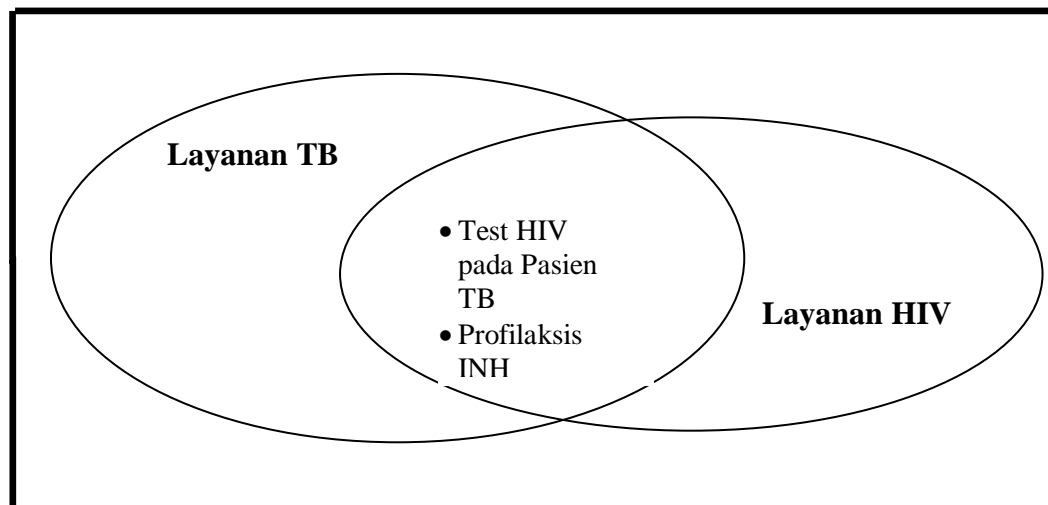 Layanan TB
• Test HIV
pada Pasien
TB
• Profilaksis
INH
Layanan HIV